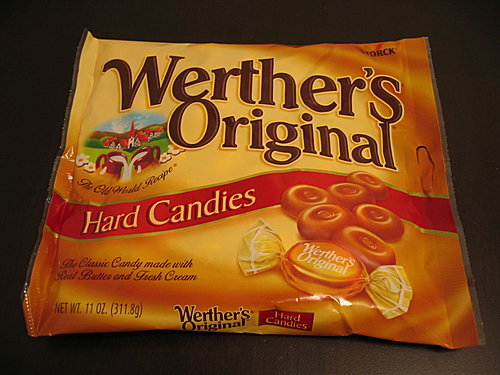 STORCK
Werther's
Original
The Old World Recipe
Hard Candies
Werther's
Original
The Classic Candy made with
Real Butter and Fresh Cream
NET WT. 11 OZ. (311.8g)
Werther's
Original
Hard
Candies